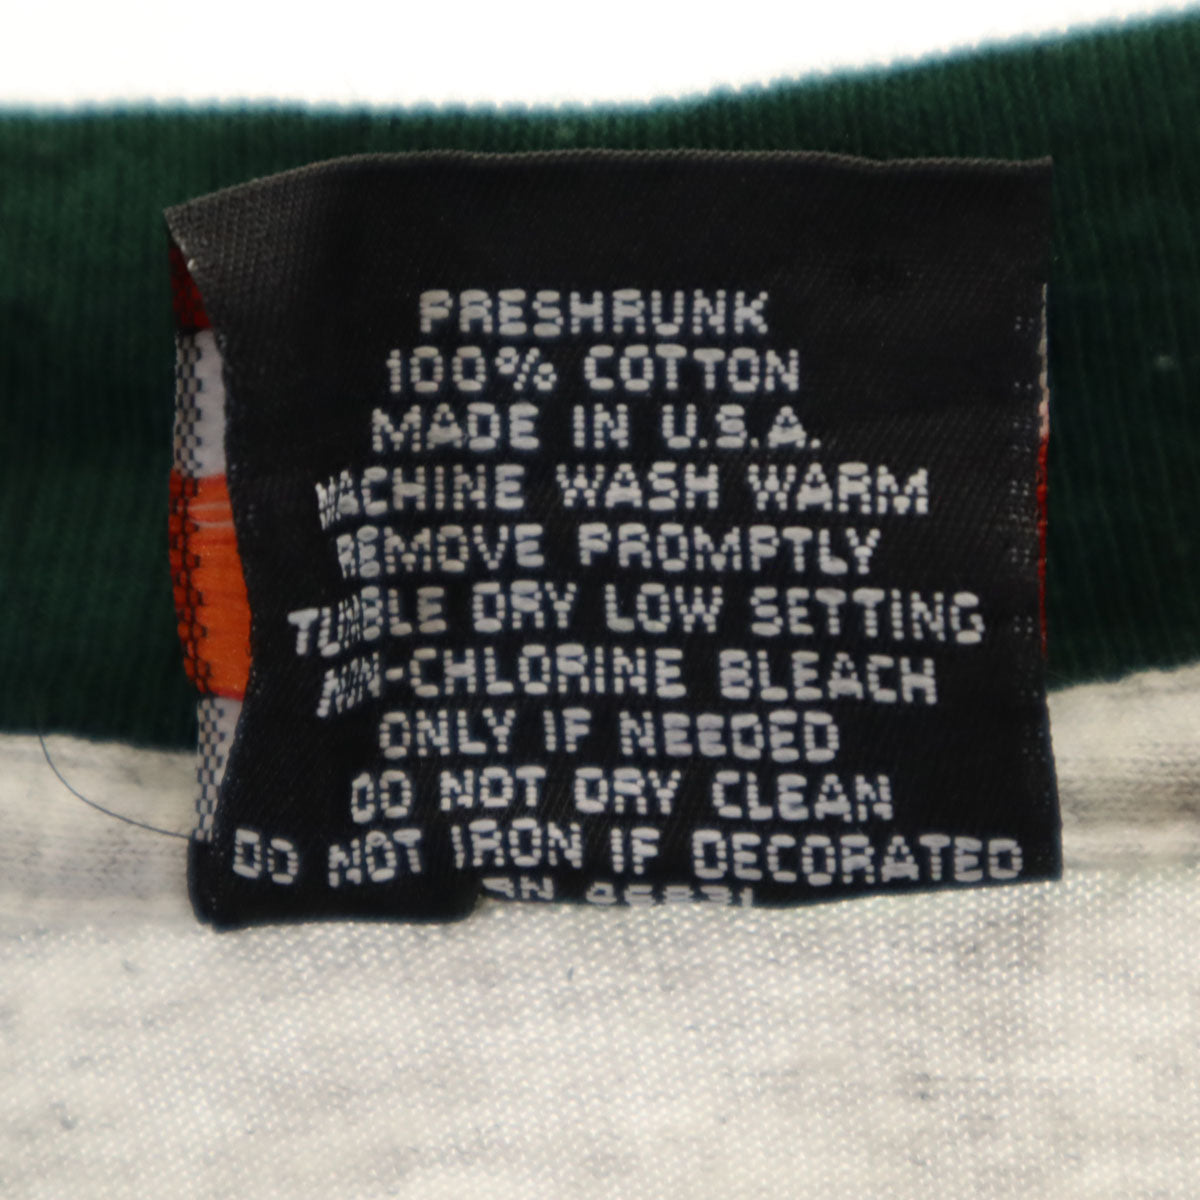 PRESHRUNK
100% COTTON
MADE IN U.S.A.
MACHINE WASH WARM
REMOVE PROMPTLY
TUMBLE DRY LOW SETTING
NON-CHLORINE BLEACH
ONLY IF NEEDED
DO NOT DRY CLEAN
DO NOT IRON IF DECORATED